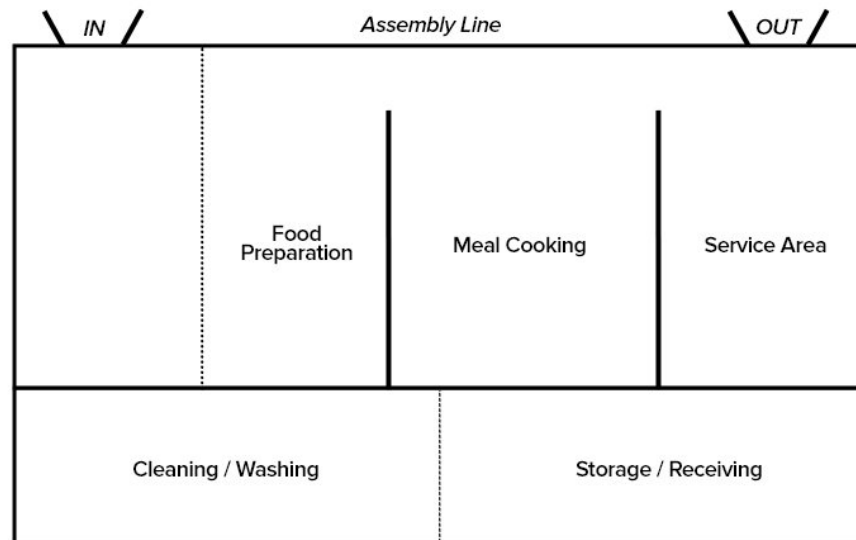 IN
Assembly Line
OUT
Food
Preparation
Meal Cooking
Service Area
Cleaning / Washing
Storage / Receiving